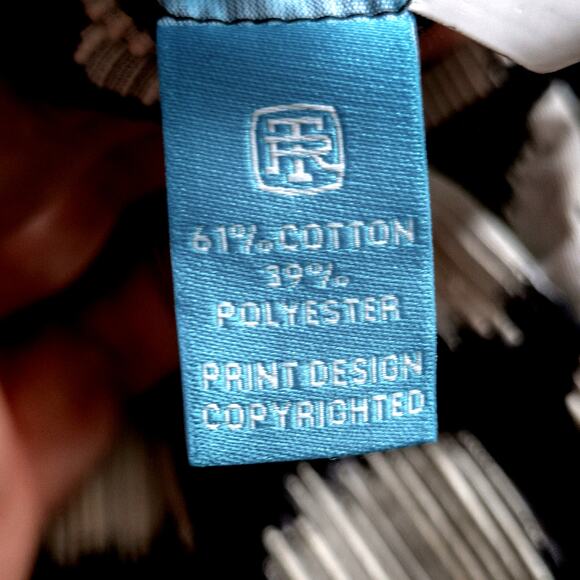 TR
61% COTTON
39%
POLYESTER
PRINT DESIGN
COPYRIGHTED